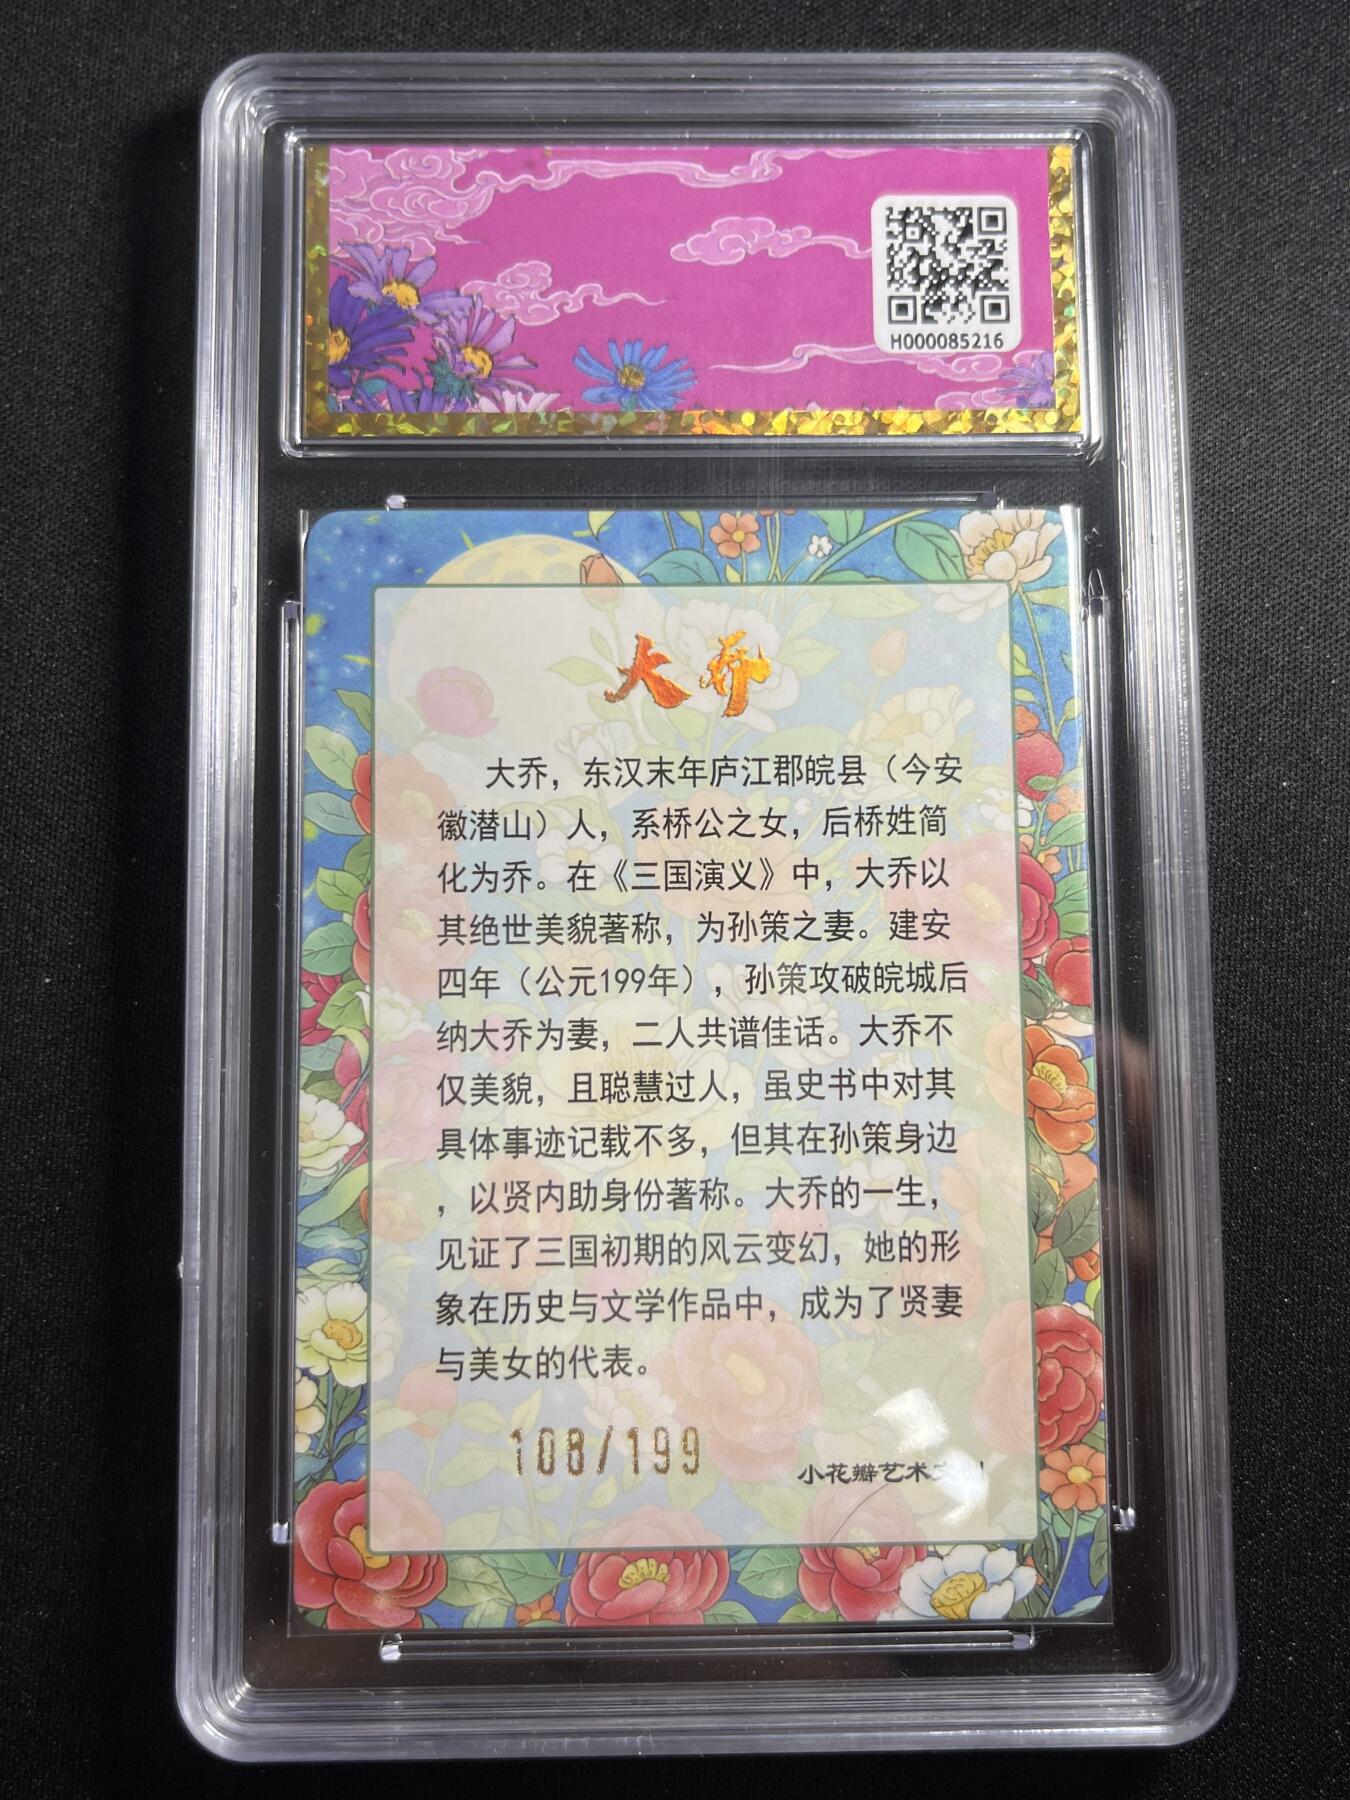 H000085216
大乔
大乔，东汉末年庐江郡皖县（今安
徽潜山）人，系桥公之女，后桥姓简
化为乔。在《三国演义》中，大乔以
其绝世美貌著称，为孙策之妻。建安
四年（公元199年），孙策攻破皖城后
纳大乔为妻，二人共谱佳话。大乔不
仅美貌，且聪慧过人，虽史书中对其
具体事迹记载不多，但其在孙策身边
，以贤内助身份著称。大乔的一生，
见证了三国初期的风云变幻，她的形
象在历史与文学作品中，成为了贤妻
与美女的代表。
108/199
小花瓣艺术